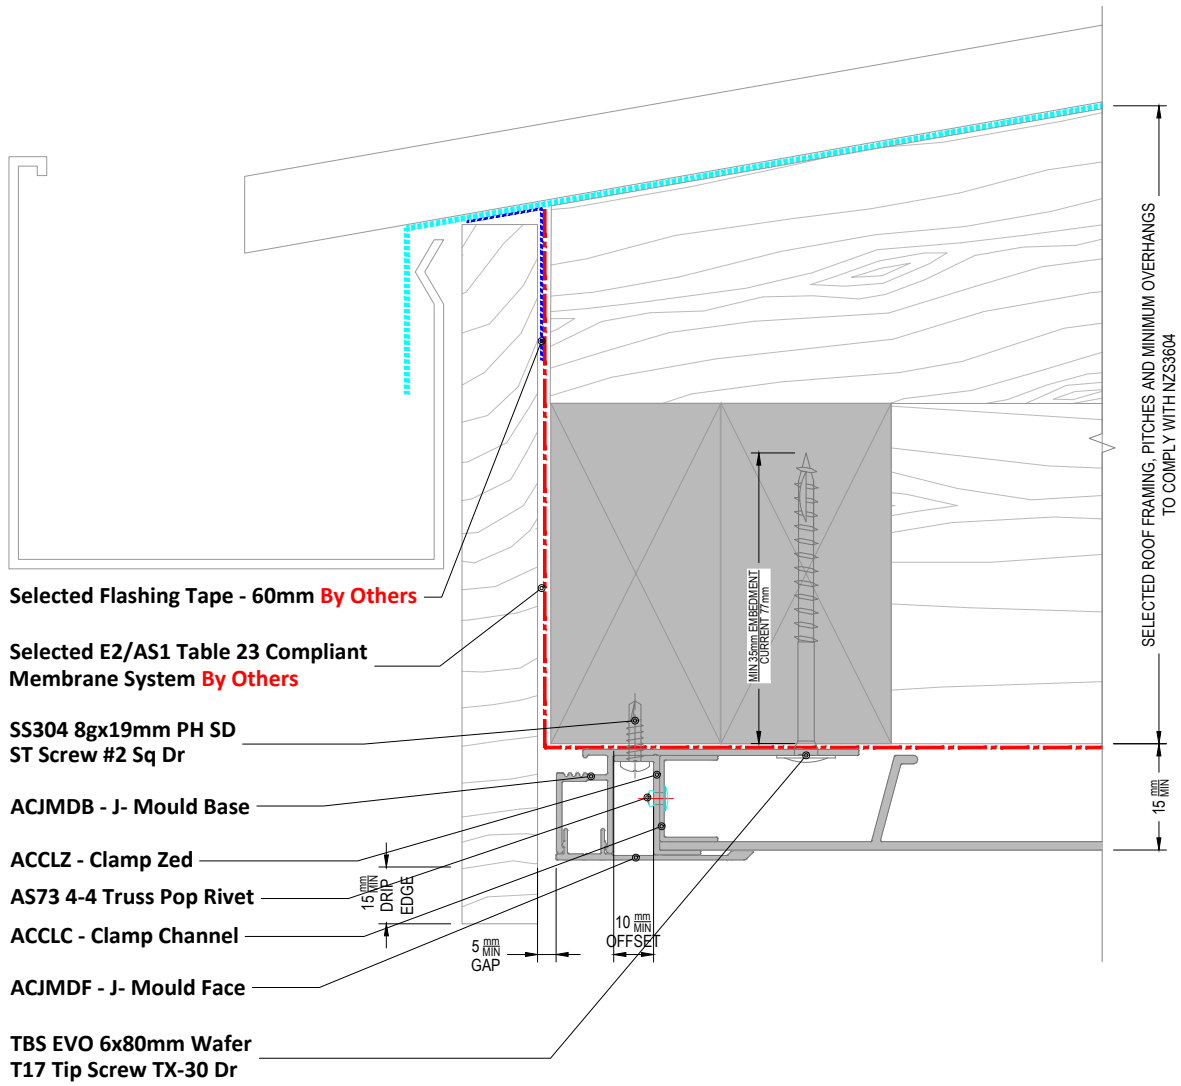 SELECTED ROOF FRAMING, PITCHES AND MINIMUM OVERHANGS
TO COMPLY WITH NZS3604
MIN 35mm EMBEDMENT
CURRENT 77mm
Selected Flashing Tape - 60mm By Others
Selected E2/AS1 Table 23 Compliant
Membrane System By Others
SS304 8gx19mm PH SD
ST Screw #2 Sq Dr
ACJMDB - J- Mould Base
ACCLZ - Clamp Zed
AS73 4-4 Truss Pop Rivet
ACCLC - Clamp Channel
ACJMDF - J- Mould Face
TBS EVO 6x80mm Wafer
T17 Tip Screw TX-30 Dr
15 mm MIN
DRIP
EDGE
5 mm MIN
GAP
10 mm MIN
OFFSET
15 mm MIN